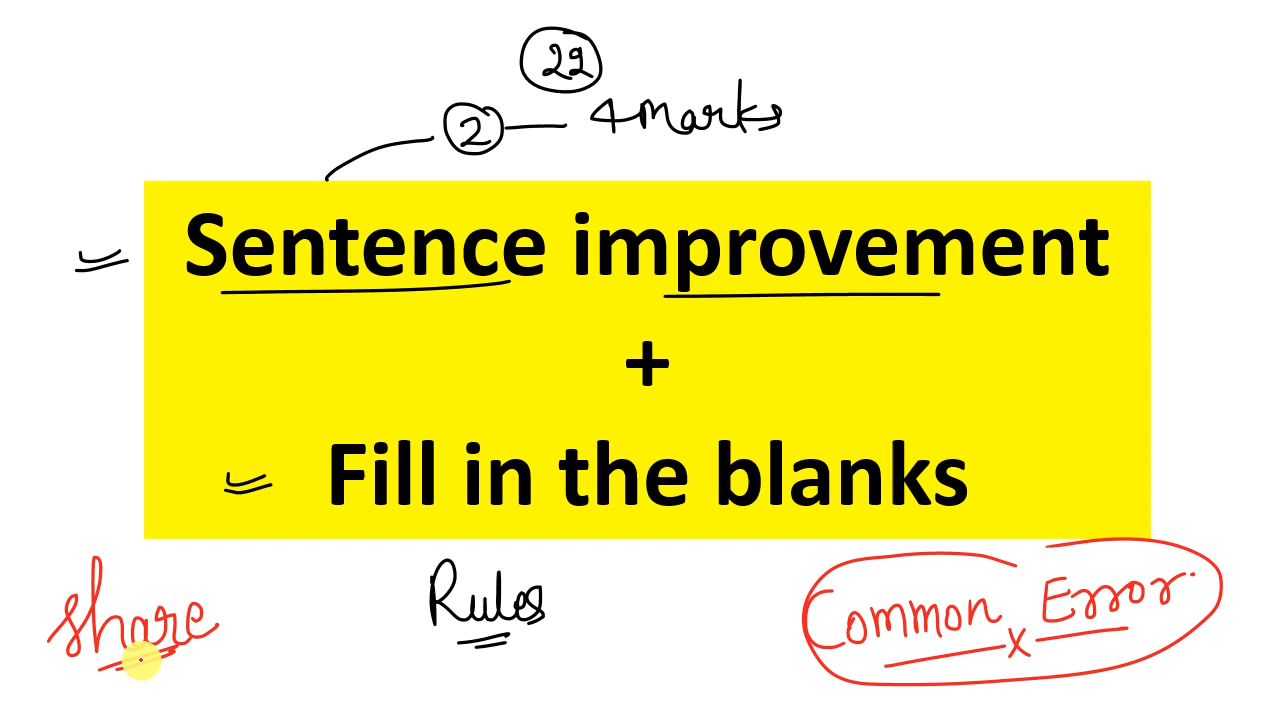 22
2 — 4 Marks
Sentence improvement
+
Fill in the blanks
share
Rules
Common Error